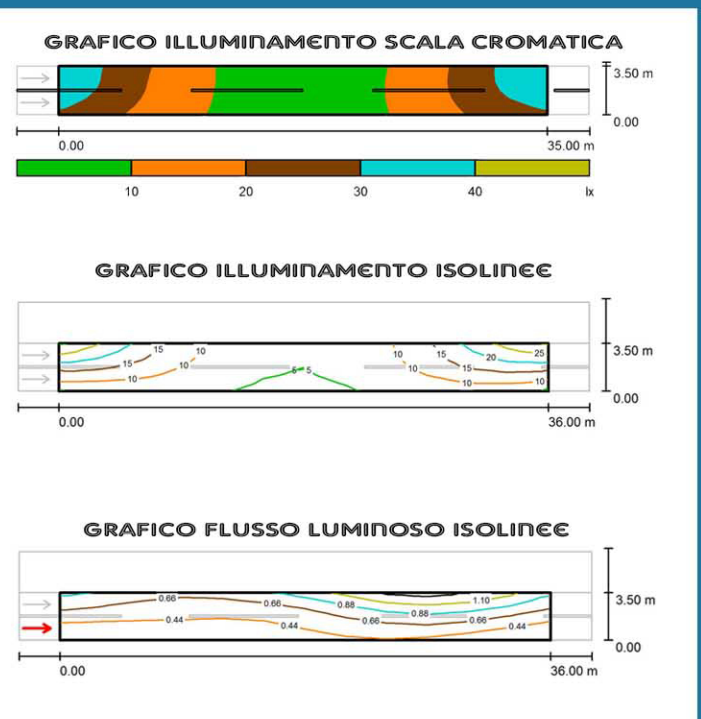 GRAFICO ILLUMINAMENTO SCALA CROMATICA
3.50 m
0.00
0.00 35.00 m
10 20 30 40 lx
GRAFICO ILLUMINAMENTO ISOLINEE
15 10 10 15 20 25
15 10 10 15
10 5 5 10 10
3.50 m
0.00
0.00 36.00 m
GRAFICO FLUSSO LUMINOSO ISOLINEE
0.66 0.66 0.88 1.10
0.88
0.44 0.44 0.66 0.66 0.44
3.50 m
0.00
0.00 36.00 m